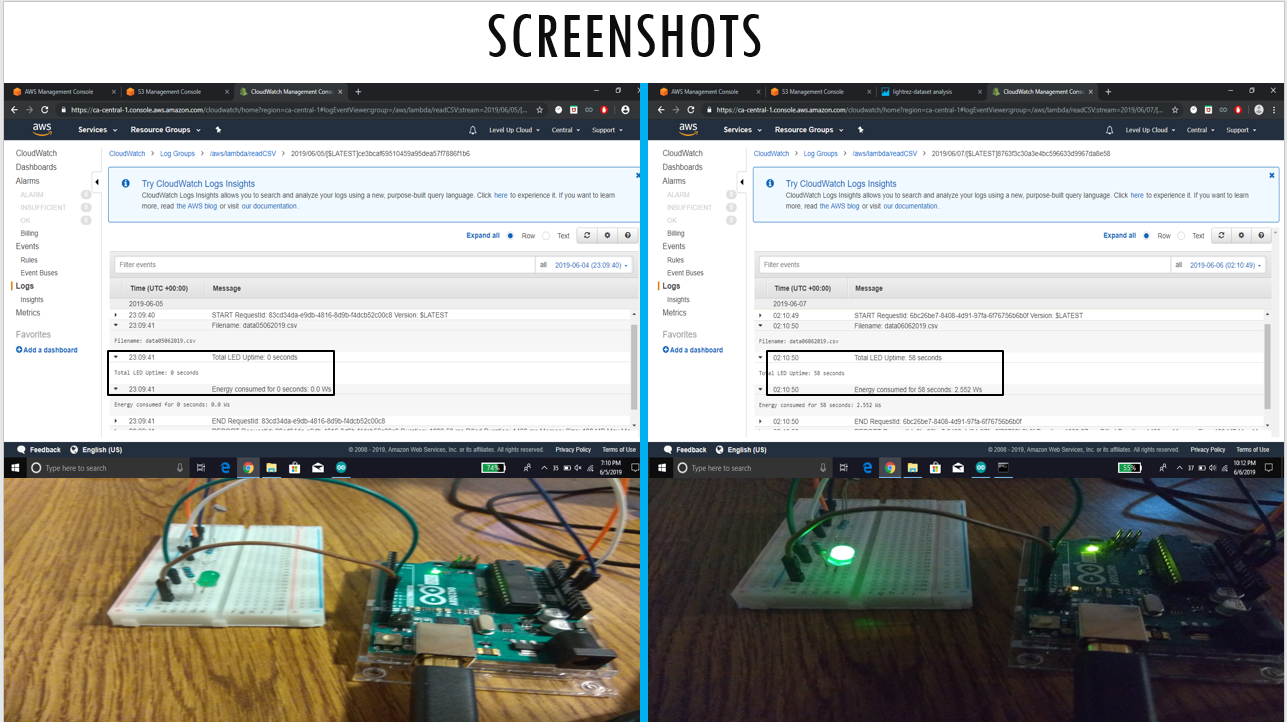 SCREENSHOTS
AWS Management Console
S3 Management Console
CloudWatch Management Console
https://ca-central-1.console.aws.amazon.com/cloudwatch/home?region=ca-central-1#logEventViewer:group=/aws/lambda/readCSV;stream=2019/06/05/[
aws Services Resource Groups Level Up Cloud Central Support
CloudWatch
Dashboards
Alarms
ALARM 0
INSUFFICIENT 0
OK 0
Billing
Events
Rules
Event Buses
Logs
Insights
Metrics
Favorites
Add a dashboard
CloudWatch Log Groups /aws/lambda/readCSV 2019/06/05/[$LATEST]ce3bcaf69510459a95dea57f7886f1b6
Try CloudWatch Logs Insights
CloudWatch Logs Insights allows you to search and analyze your logs using a new, purpose-built query language. Click here to experience it. If you want to learn
more, read the AWS blog or visit our documentation.
Expand all Row Text
Filter events all 2019-06-04 (23:09:40)
Time (UTC +00:00) Message
2019-06-05
23:09:40 START RequestId: 83cd34da-e9db-4816-8d9b-f4dcb52c00c8 Version: $LATEST
23:09:41 Filename: data05062019.csv
Filename: data05062019.csv
23:09:41 Total LED Uptime: 0 seconds
Total LED Uptime: 0 seconds
23:09:41 Energy consumed for 0 seconds: 0.0 Ws
Energy consumed for 0 seconds: 0.0 Ws
23:09:41 END RequestId: 83cd34da-e9db-4816-8d9b-f4dcb52c00c8
Feedback English (US) © 2008 - 2019, Amazon Web Services, Inc. or its affiliates. All rights reserved. Privacy Policy Terms of Use
Type here to search 74% 35 7:10 PM
6/5/2019
ARDUINO
AWS Management Console
S3 Management Console
lightrez-dataset analysis
CloudWatch Management Consc
https://ca-central-1.console.aws.amazon.com/cloudwatch/home?region=ca-central-1#logEventViewer:group=/aws/lambda/readCSV;stream=2019/06/07/[
aws Services Resource Groups Level Up Cloud Central Support
CloudWatch
Dashboards
Alarms
ALARM 0
INSUFFICIENT 0
OK 0
Billing
Events
Rules
Event Buses
Logs
Insights
Metrics
Favorites
Add a dashboard
CloudWatch Log Groups /aws/lambda/readCSV 2019/06/07/[$LATEST]8763f3c30a3e4bc596633d9967da8e58
Try CloudWatch Logs Insights
CloudWatch Logs Insights allows you to search and analyze your logs using a new, purpose-built query language. Click here to experience it. If you want to learn
more, read the AWS blog or visit our documentation.
Expand all Row Text
Filter events all 2019-06-06 (02:10:49)
Time (UTC +00:00) Message
2019-06-07
02:10:49 START RequestId: 6bc26be7-8408-4d91-97fa-6f76756b6b0f Version: $LATEST
02:10:50 Filename: data06062019.csv
Filename: data06062019.csv
02:10:50 Total LED Uptime: 58 seconds
Total LED Uptime: 58 seconds
02:10:50 Energy consumed for 58 seconds: 2.552 Ws
Energy consumed for 58 seconds: 2.552 Ws
02:10:50 END RequestId: 6bc26be7-8408-4d91-97fa-6f76756b6b0f
Feedback English (US) © 2008 - 2019, Amazon Web Services, Inc. or its affiliates. All rights reserved. Privacy Policy Terms of Use
Type here to search 55% 37 10:12 PM
6/6/2019